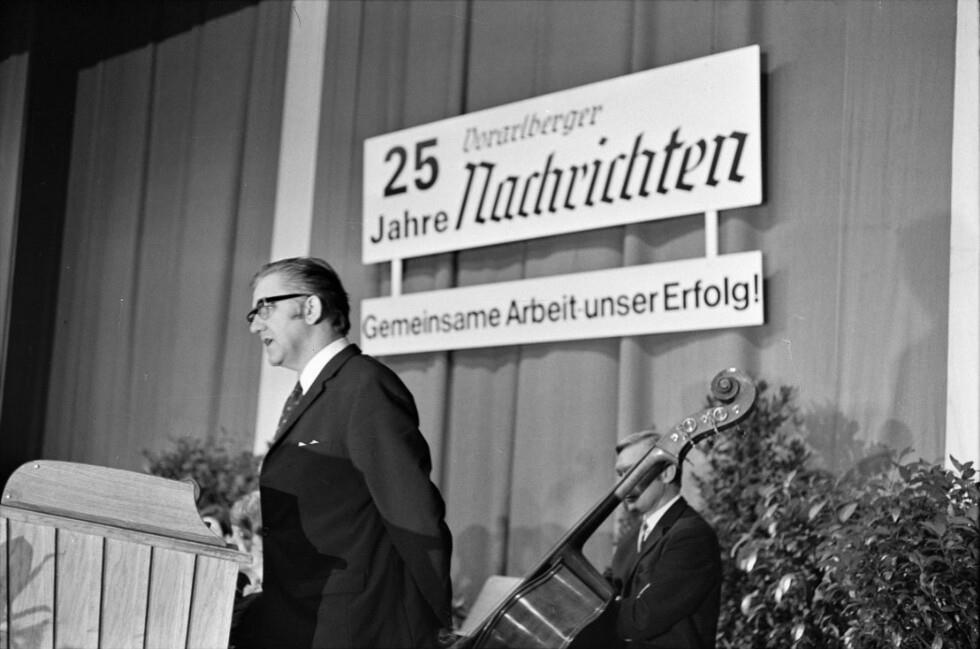 25 Jahre
Vorarlberger
Nachrichten
Gemeinsame Arbeit-unser Erfolg!